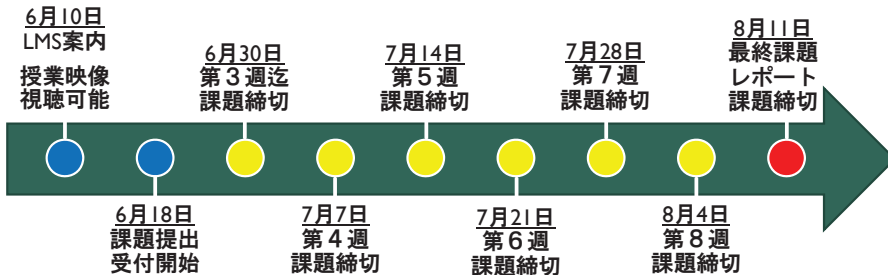 6月10日
LMS案内
授業映像
視聴可能
6月18日
課題提出
受付開始
6月30日
第3週迄
課題締切
7月7日
第4週
課題締切
7月14日
第5週
課題締切
7月21日
第6週
課題締切
7月28日
第7週
課題締切
8月4日
第8週
課題締切
8月11日
最終課題
レポート
課題締切